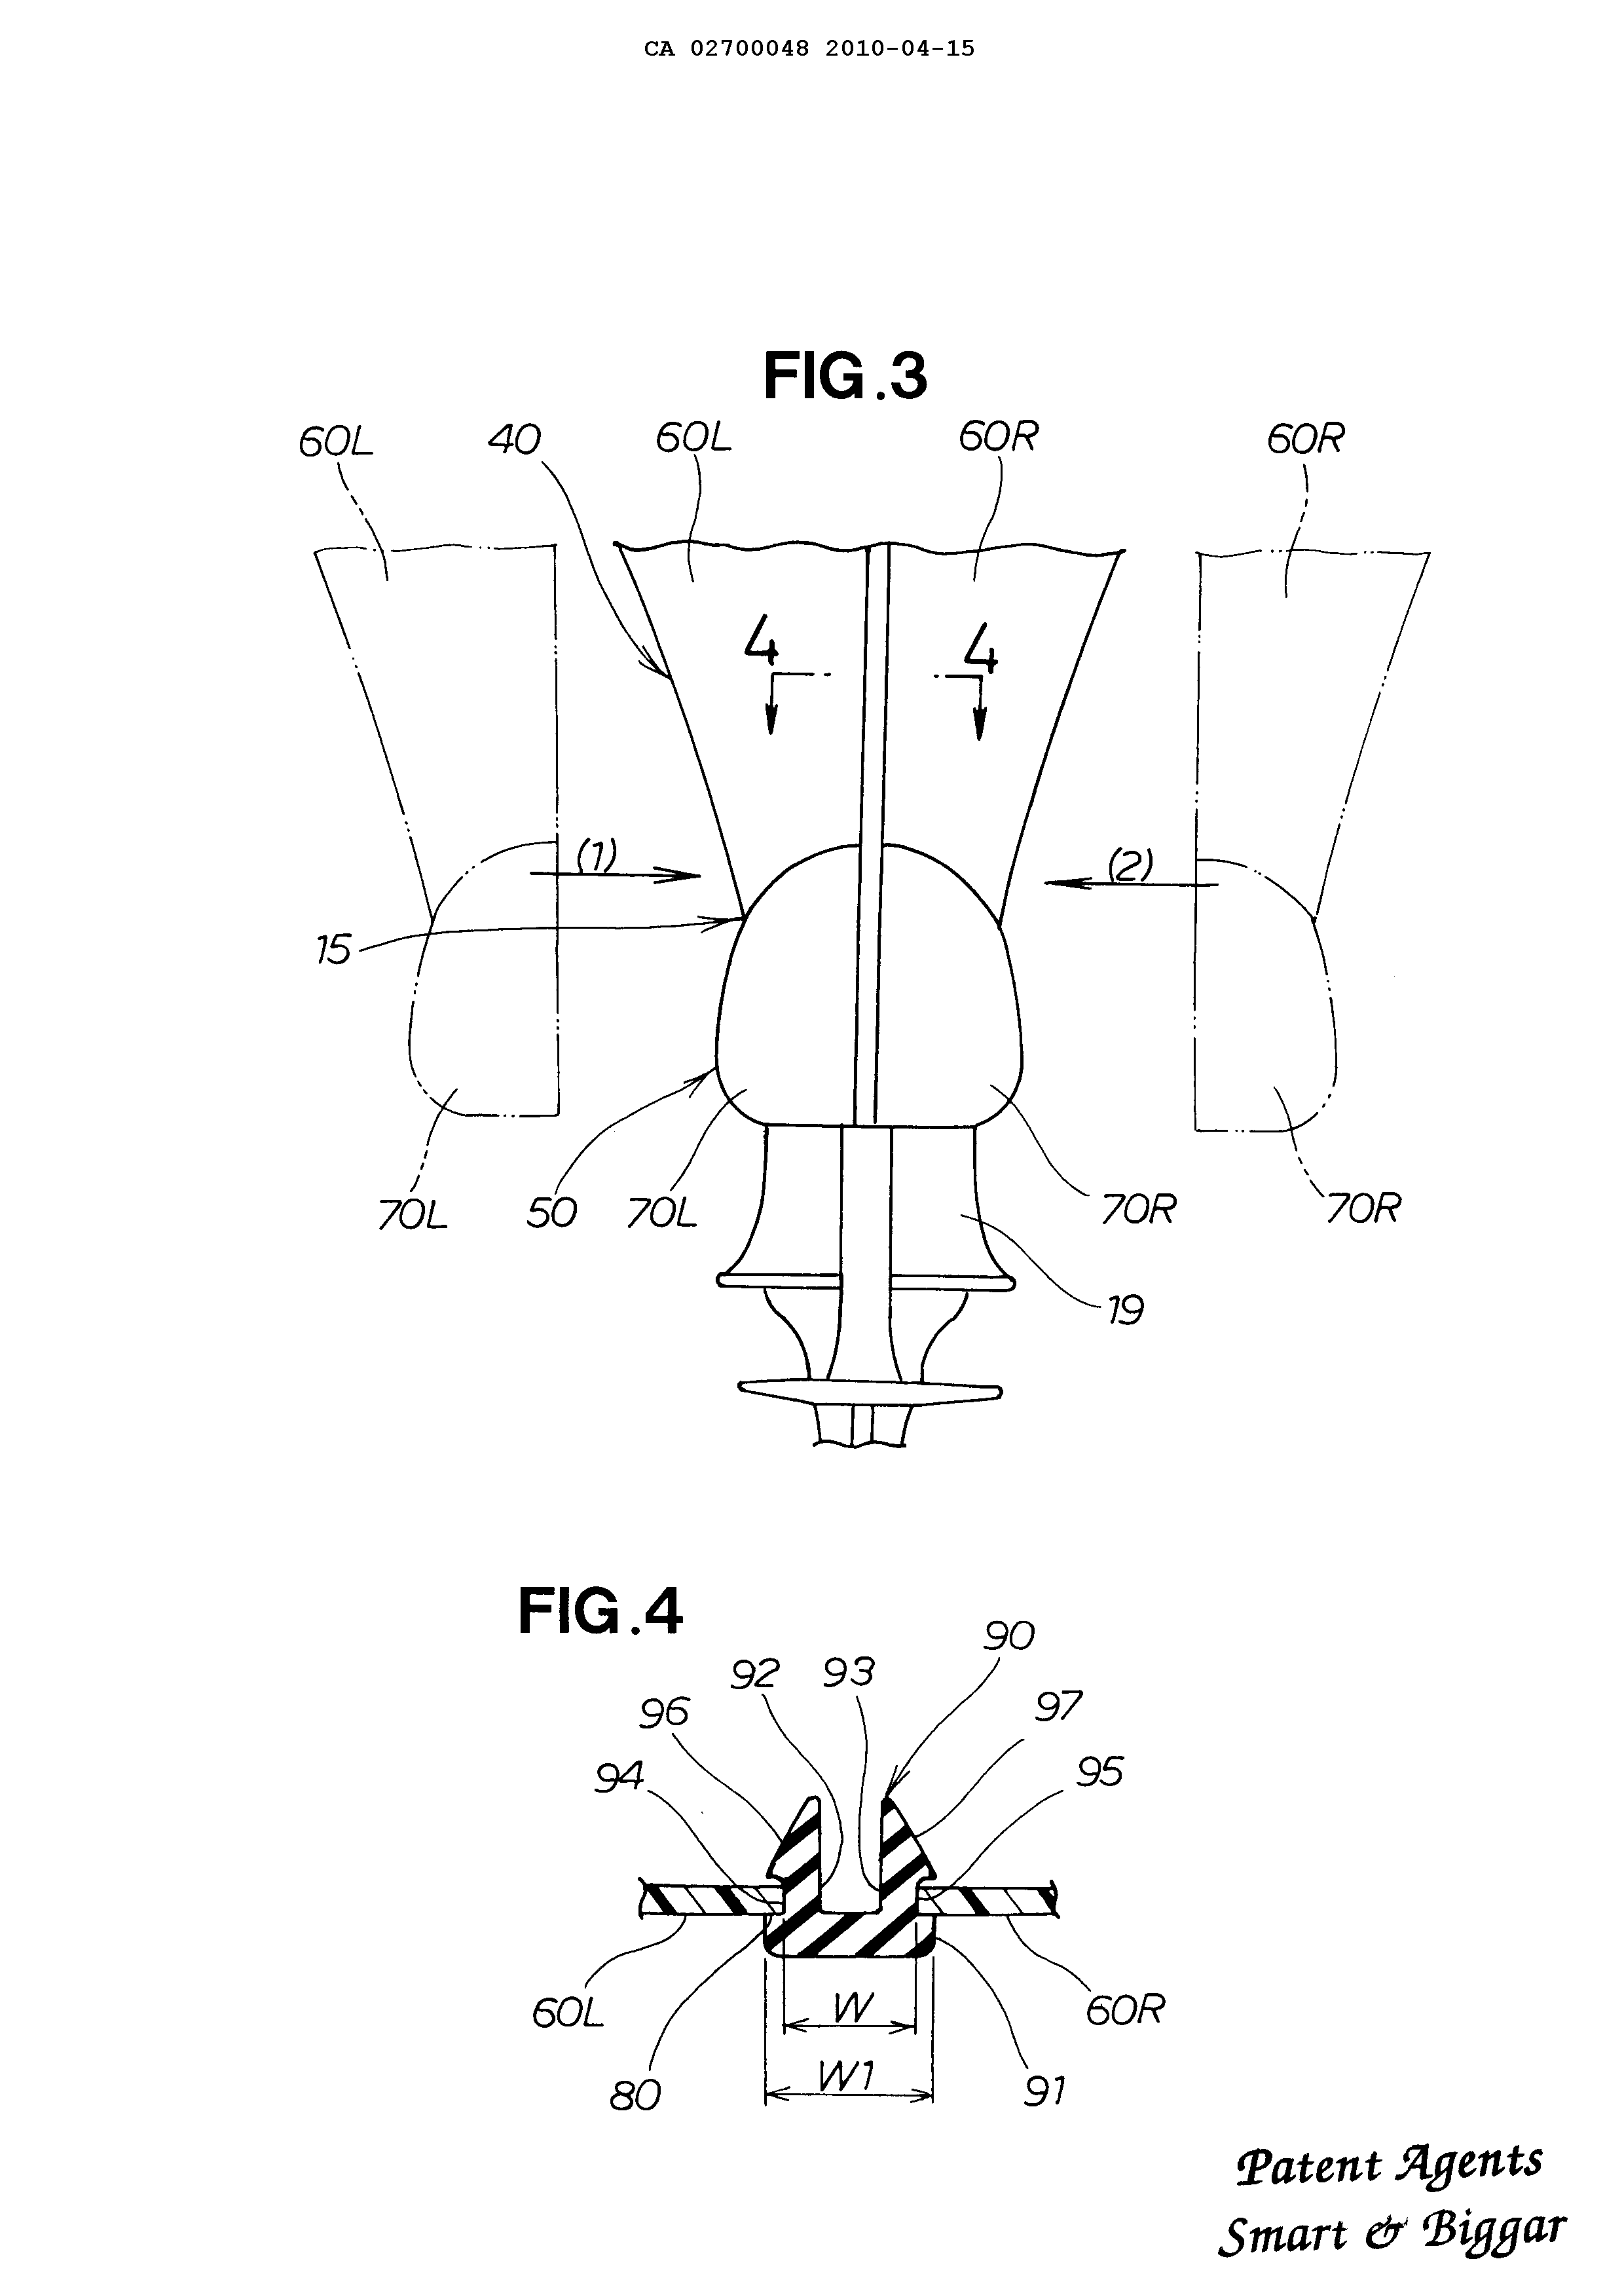 CA 02700048 2010-04-15
FIG.3
60L 40 60L 60R 60R
4 4
(1) (2)
15
70L 50 70L 70R 70R
19
FIG.4
90
92 93
96 97
94 95
60L W 60R
80 W1 91
Patent Agents
Smart & Biggar